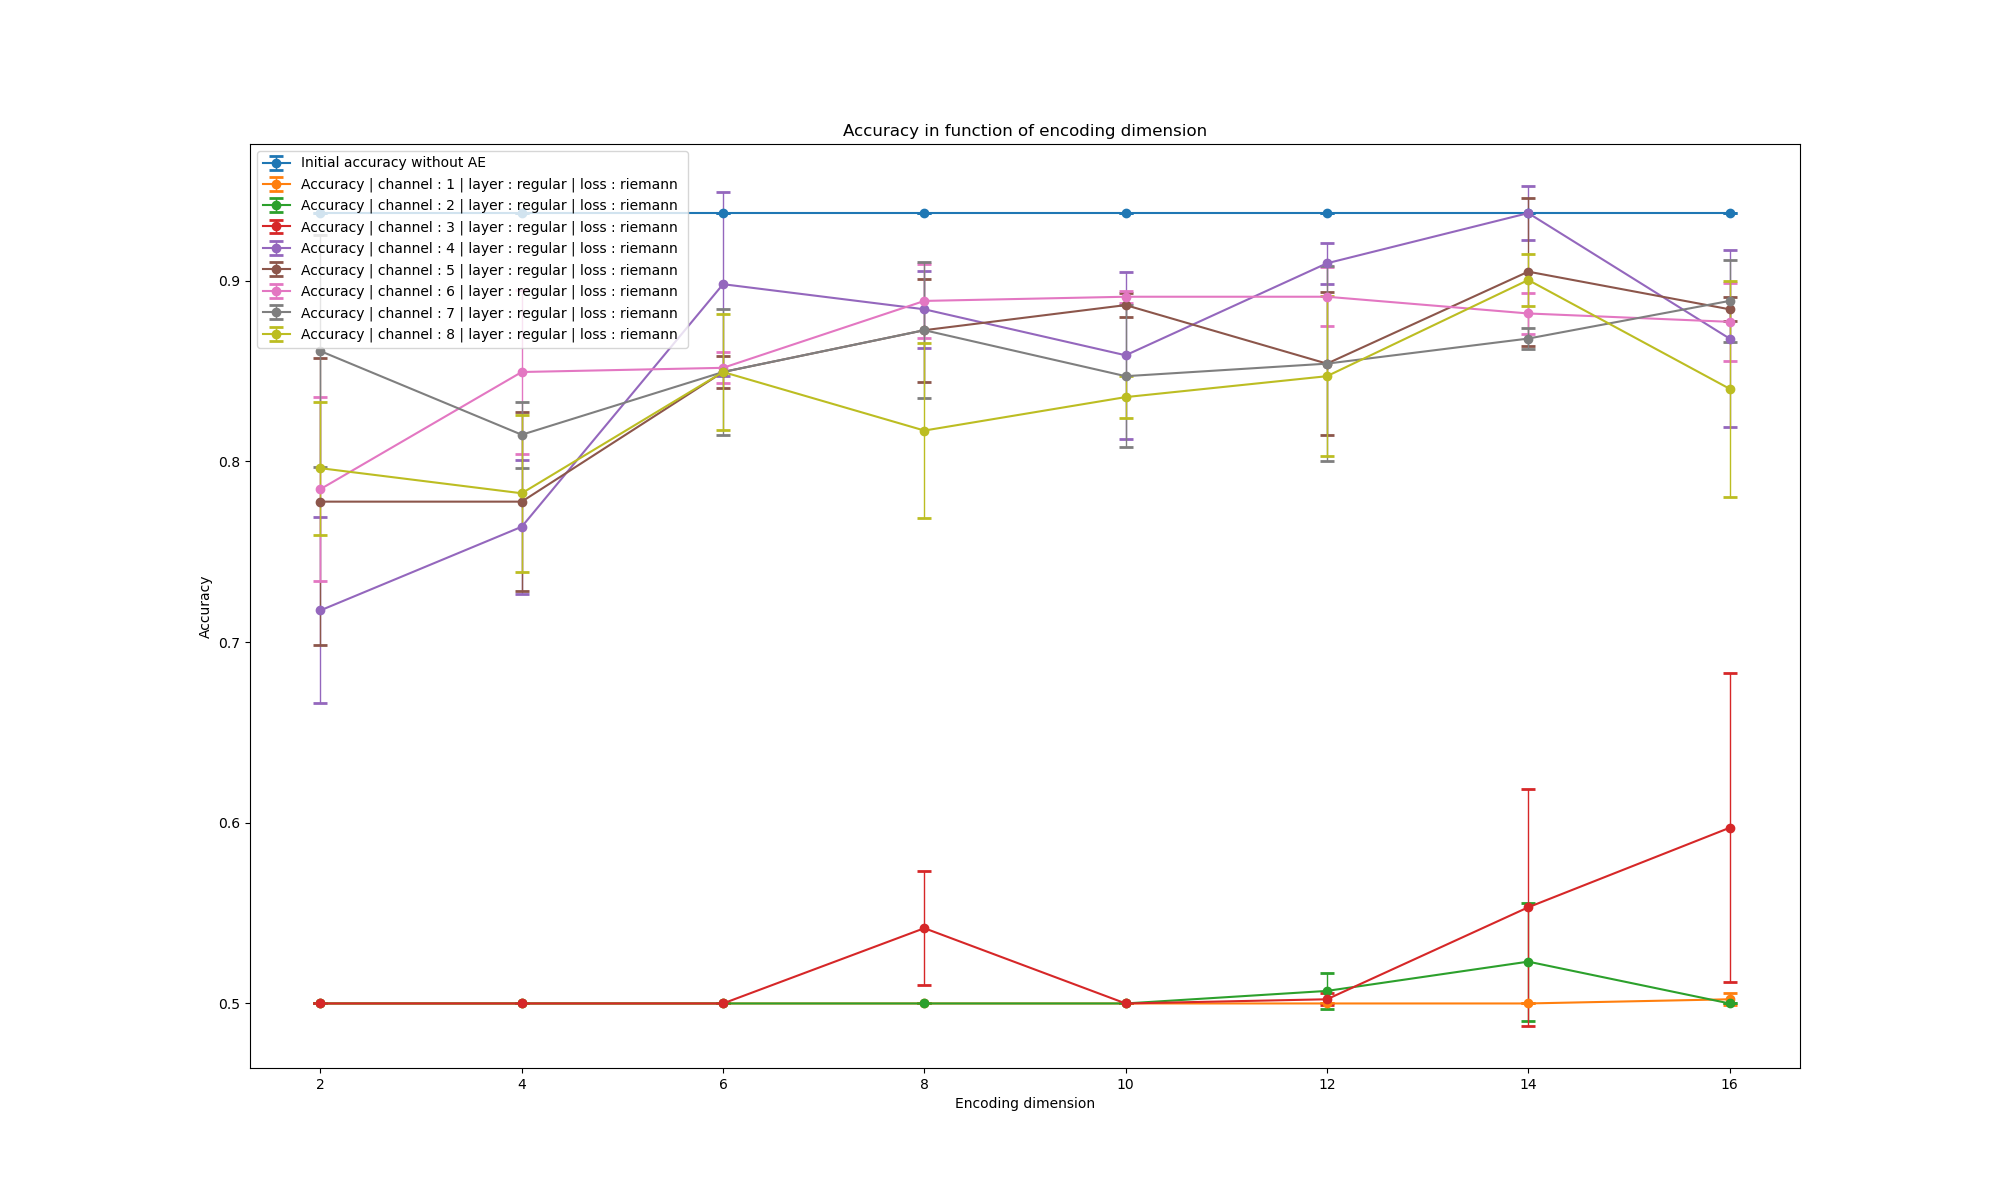 Accuracy in function of encoding dimension
Initial accuracy without AE
Accuracy | channel : 1 | layer : regular | loss : riemann
Accuracy | channel : 2 | layer : regular | loss : riemann
Accuracy | channel : 3 | layer : regular | loss : riemann
Accuracy | channel : 4 | layer : regular | loss : riemann
Accuracy | channel : 5 | layer : regular | loss : riemann
Accuracy | channel : 6 | layer : regular | loss : riemann
Accuracy | channel : 7 | layer : regular | loss : riemann
Accuracy | channel : 8 | layer : regular | loss : riemann
Accuracy
0.9
0.8
0.7
0.6
0.5
2 4 6 8 10 12 14 16
Encoding dimension